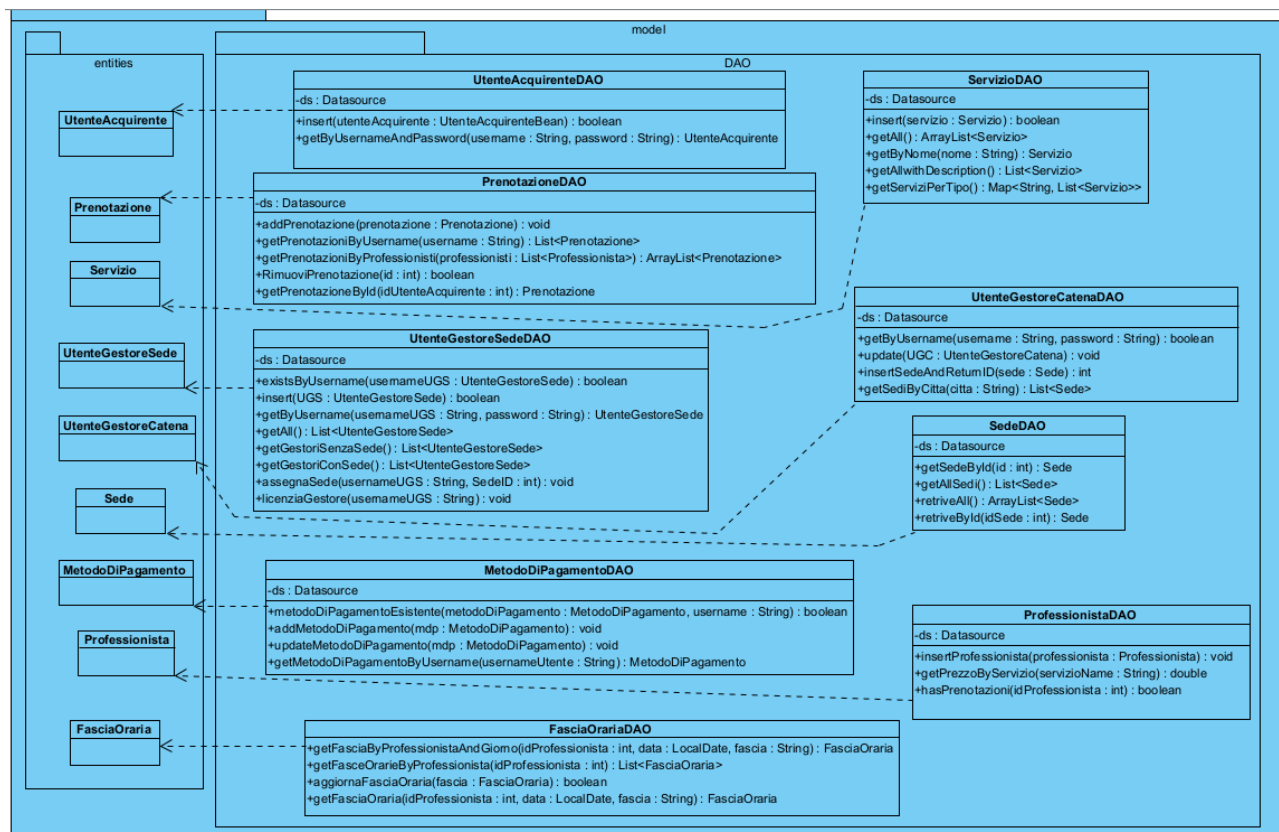 model
entities
DAO
UtenteAcquirente
Prenotazione
Servizio
UtenteGestoreSede
UtenteGestoreCatena
Sede
MetodoDiPagamento
Professionista
FasciaOraria
UtenteAcquirenteDAO
-ds : Datasource
+insert(utenteAcquirente : UtenteAcquirenteBean) : boolean
+getByUsernameAndPassword(username : String, password : String) : UtenteAcquirente
ServizioDAO
-ds : Datasource
+insert(servizio : Servizio) : boolean
+getAll() : ArrayList<Servizio>
+getByNome(nome : String) : Servizio
+getAllwithDescription() : List<Servizio>
+getServiziPerTipo() : Map<String, List<Servizio>>
PrenotazioneDAO
-ds : Datasource
+addPrenotazione(prenotazione : Prenotazione) : void
+getPrenotazioniByUsername(username : String) : List<Prenotazione>
+getPrenotazioniByProfessionisti(professionisti : List<Professionista>) : ArrayList<Prenotazione>
+RimuoviPrenotazione(id : int) : boolean
+getPrenotazioneById(idUtenteAcquirente : int) : Prenotazione
UtenteGestoreCatenaDAO
-ds : Datasource
+getByUsername(username : String, password : String) : boolean
+update(UGC : UtenteGestoreCatena) : void
+insertSedeAndReturnID(sede : Sede) : int
+getSediByCitta(citta : String) : List<Sede>
UtenteGestoreSedeDAO
-ds : Datasource
+existsByUsername(usernameUGS : UtenteGestoreSede) : boolean
+insert(UGS : UtenteGestoreSede) : boolean
+getByUsername(usernameUGS : String, password : String) : UtenteGestoreSede
+getAll() : List<UtenteGestoreSede>
+getGestoriSenzaSede() : List<UtenteGestoreSede>
+getGestoriConSede() : List<UtenteGestoreSede>
+assegnaSede(usernameUGS : String, SedeID : int) : void
+licenziaGestore(usernameUGS : String) : void
SedeDAO
-ds : Datasource
+getSedeById(id : int) : Sede
+getAllSedi() : List<Sede>
+retriveAll() : ArrayList<Sede>
+retriveById(idSede : int) : Sede
MetodoDiPagamentoDAO
-ds : Datasource
+metodoDiPagamentoEsistente(metodoDiPagamento : MetodoDiPagamento, username : String) : boolean
+addMetodoDiPagamento(mdp : MetodoDiPagamento) : void
+updateMetodoDiPagamento(mdp : MetodoDiPagamento) : void
+getMetodoDiPagamentoByUsername(usernameUtente : String) : MetodoDiPagamento
ProfessionistaDAO
-ds : Datasource
+insertProfessionista(professionista : Professionista) : void
+getPrezzoByServizio(servizioName : String) : double
+hasPrenotazioni(idProfessionista : int) : boolean
FasciaOrariaDAO
+getFasciaByProfessionistaAndGiorno(idProfessionista : int, data : LocalDate, fascia : String) : FasciaOraria
+getFasceOrarieByProfessionista(idProfessionista : int) : List<FasciaOraria>
+aggiornaFasciaOraria(fascia : FasciaOraria) : boolean
+getFasciaOraria(idProfessionista : int, data : LocalDate, fascia : String) : FasciaOraria